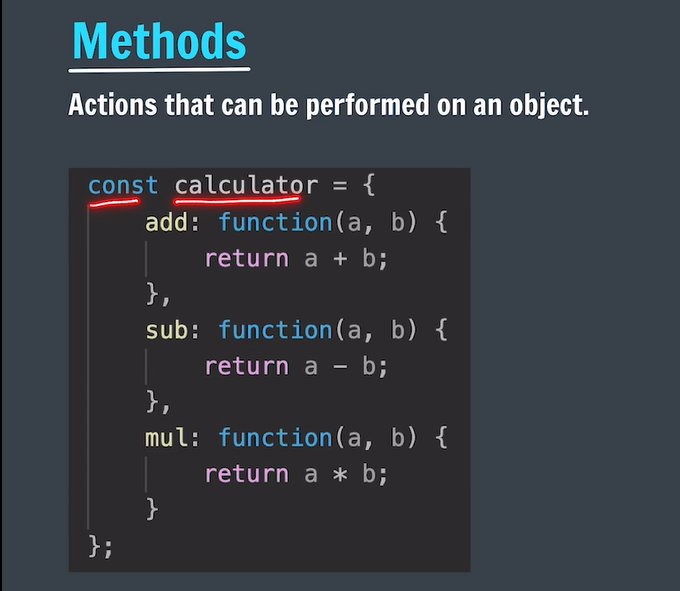 Methods
Actions that can be performed on an object.
const calculator = {
    add: function(a, b) {
        return a + b;
    },
    sub: function(a, b) {
        return a - b;
    },
    mul: function(a, b) {
        return a * b;
    }
};